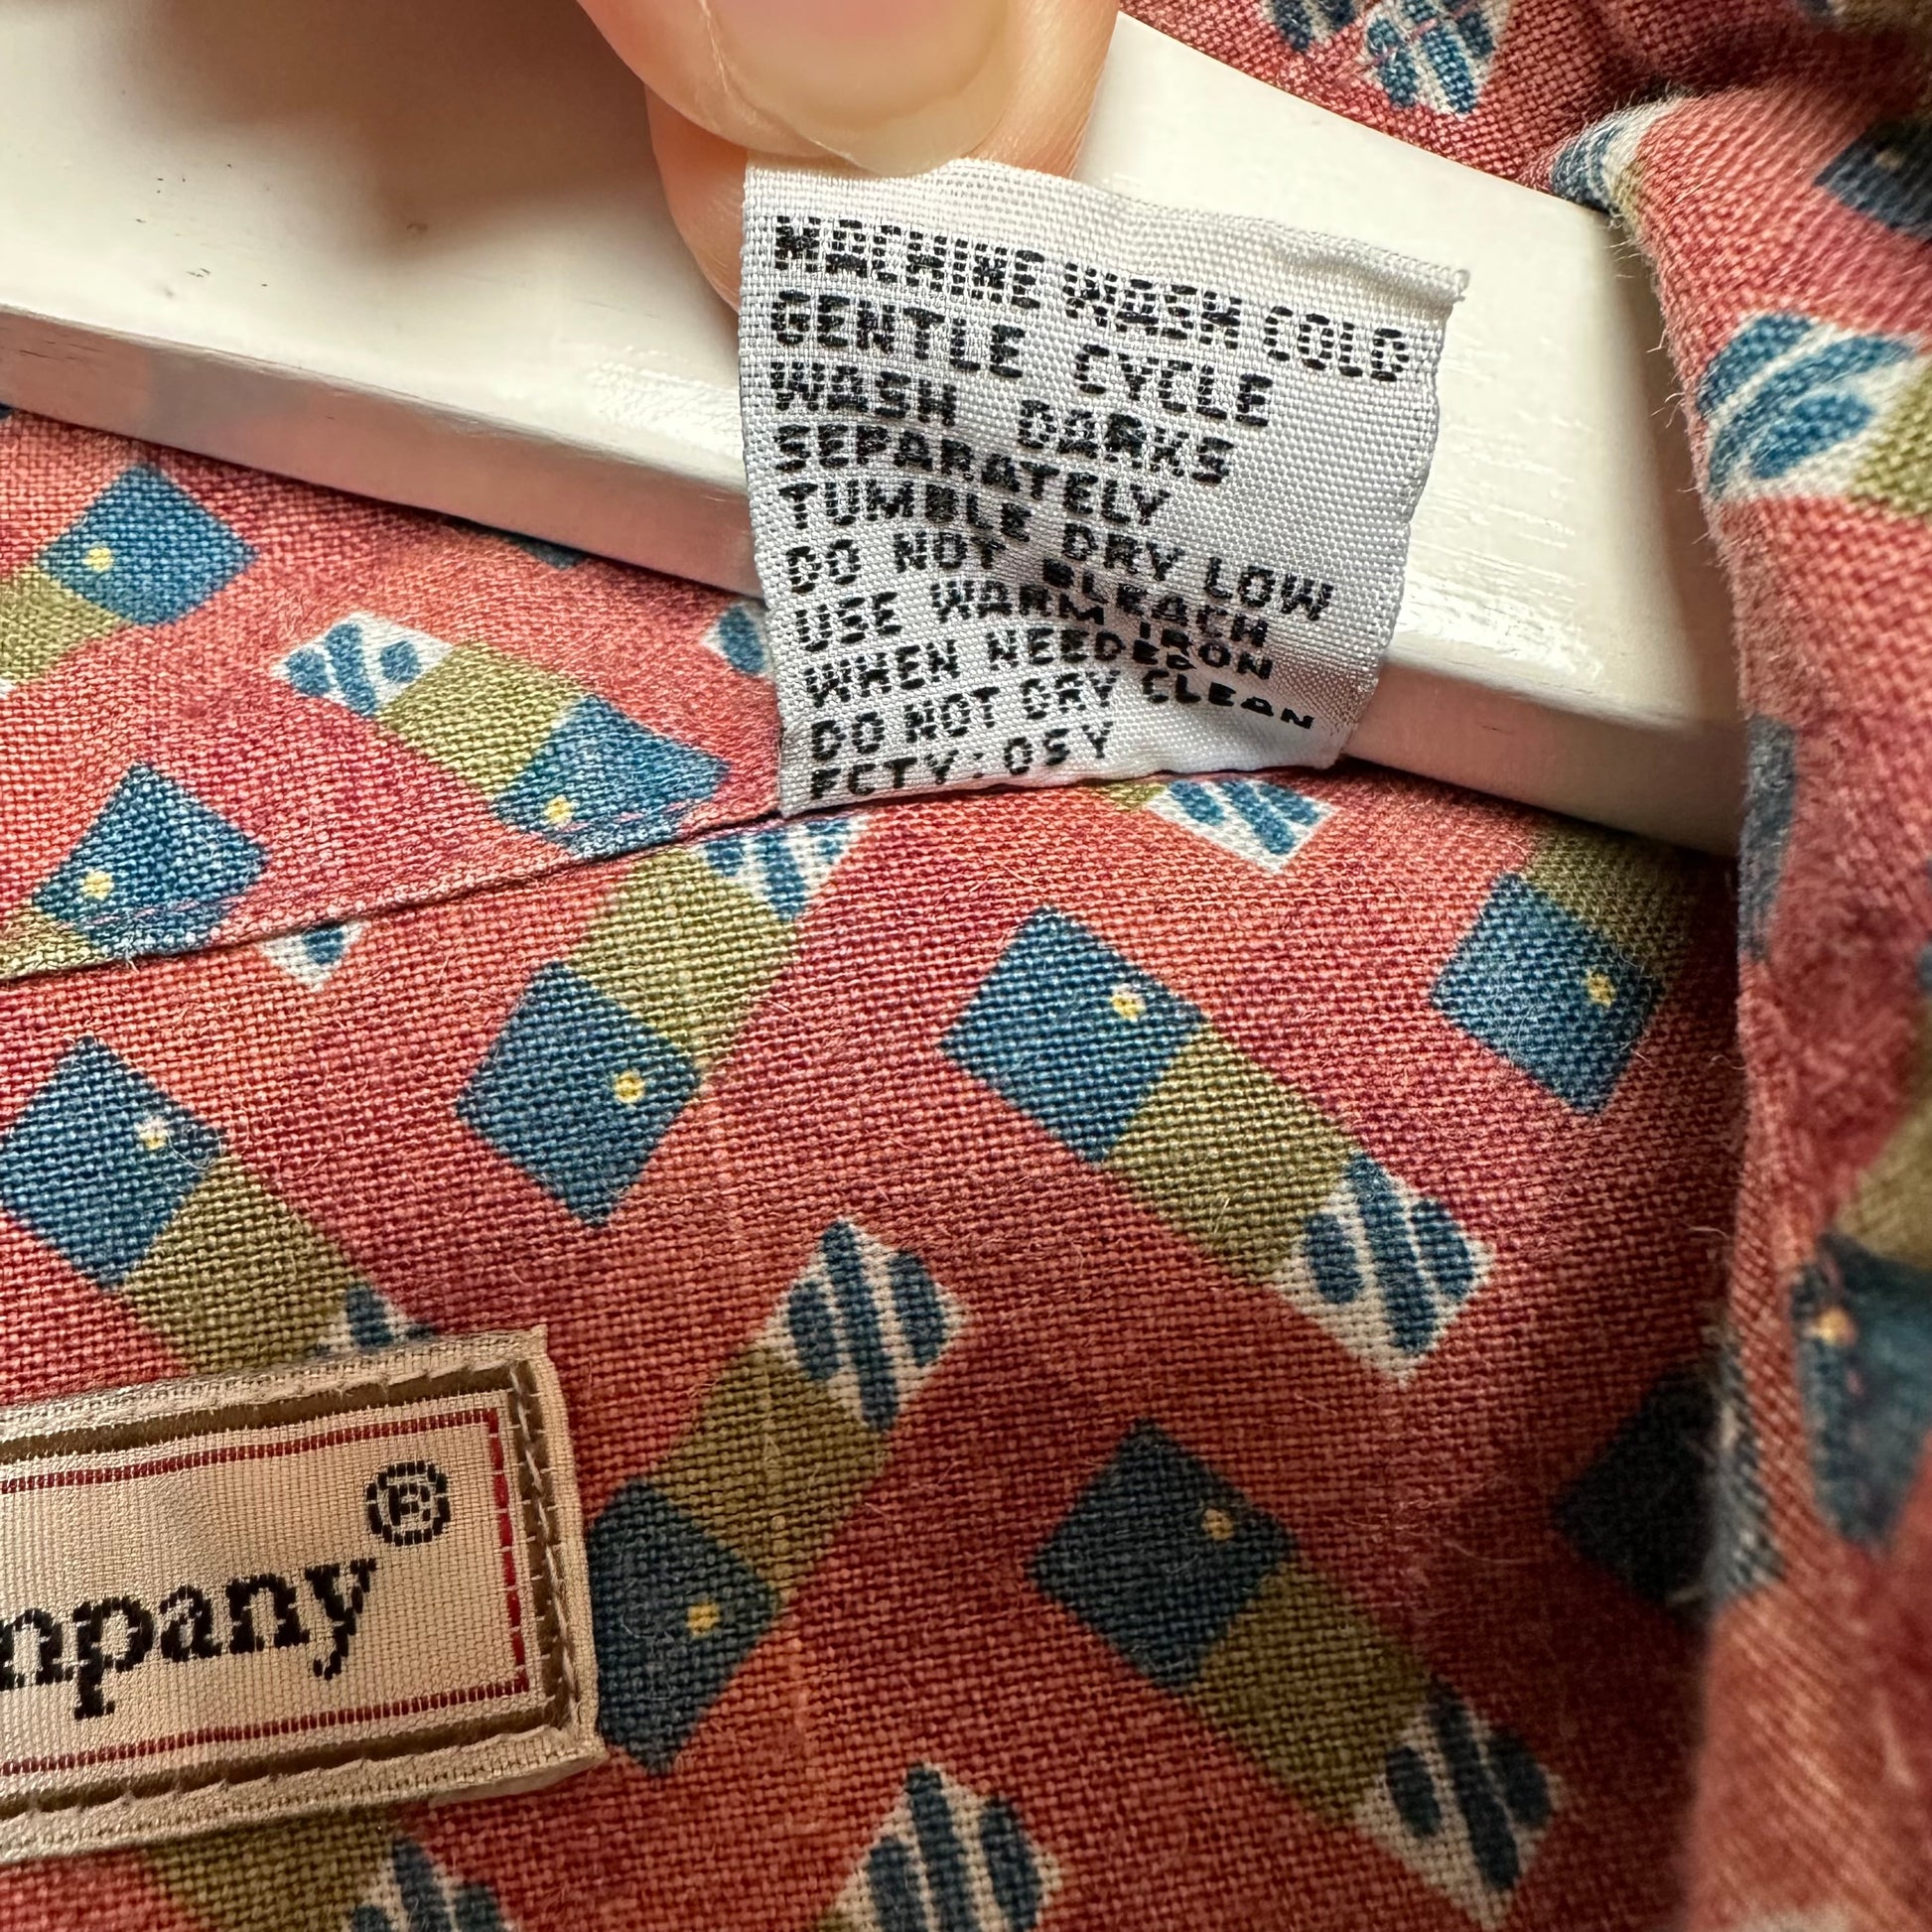 MACHINE WASH COLD
GENTLE CYCLE
WASH DARKS
SEPARATELY
TUMBLE DRY LOW
DO NOT BLEACH
USE WARM IRON
WHEN NEEDED
DO NOT DRY CLEAN
FCTY:OSY
mpany®